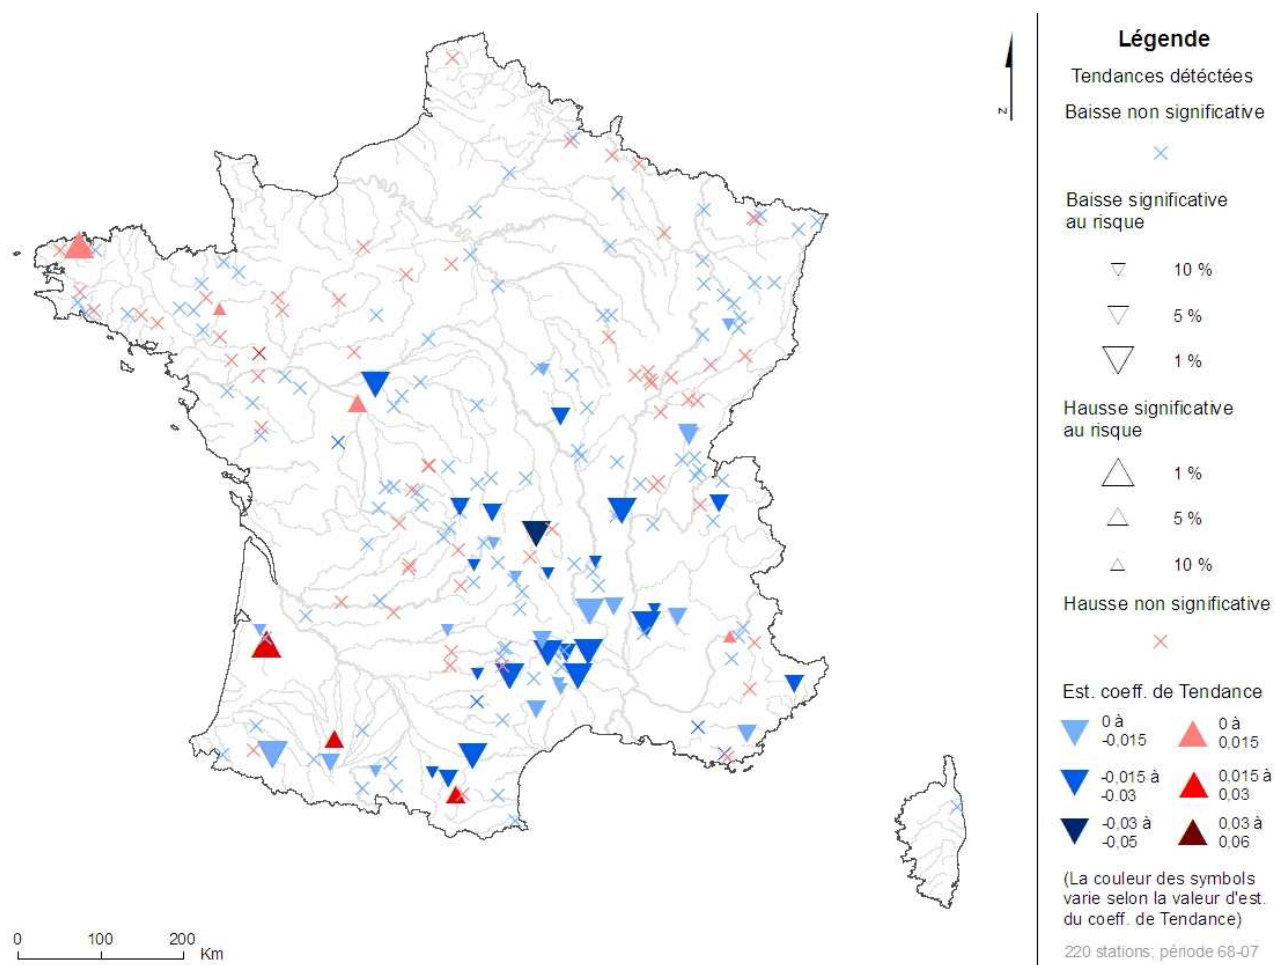 Légende
Tendances détéctées
Baisse non significative
Baisse significative
au risque
10 %
5 %
1 %
Hausse significative
au risque
1 %
5 %
10 %
Hausse non significative
Est. coeff. de Tendance
0 à
-0,015
0 à
0,015
-0,015 à
-0.03
0,015 à
0,03
-0,03 à
-0,05
0,03 à
0,06
(La couleur des symbols
varie selon la valeur d'est.
du coeff. de Tendance)
220 stations; période 68-07
N
0 100 200
Km